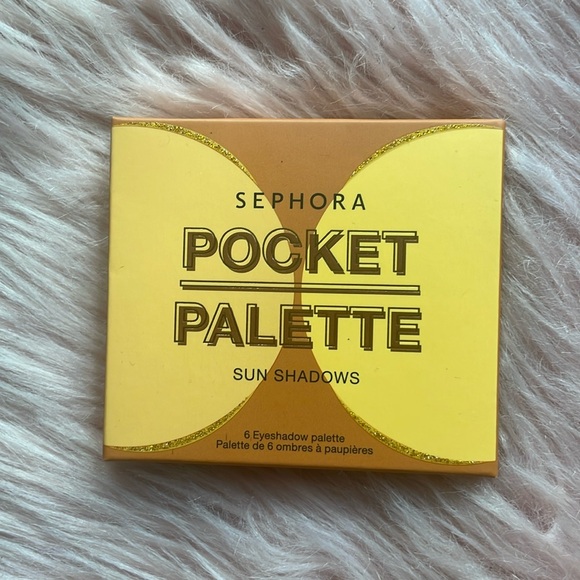 SEPHORA
POCKET
PALETTE
SUN SHADOWS
6 Eyeshadow palette
Palette de 6 ombres à paupières